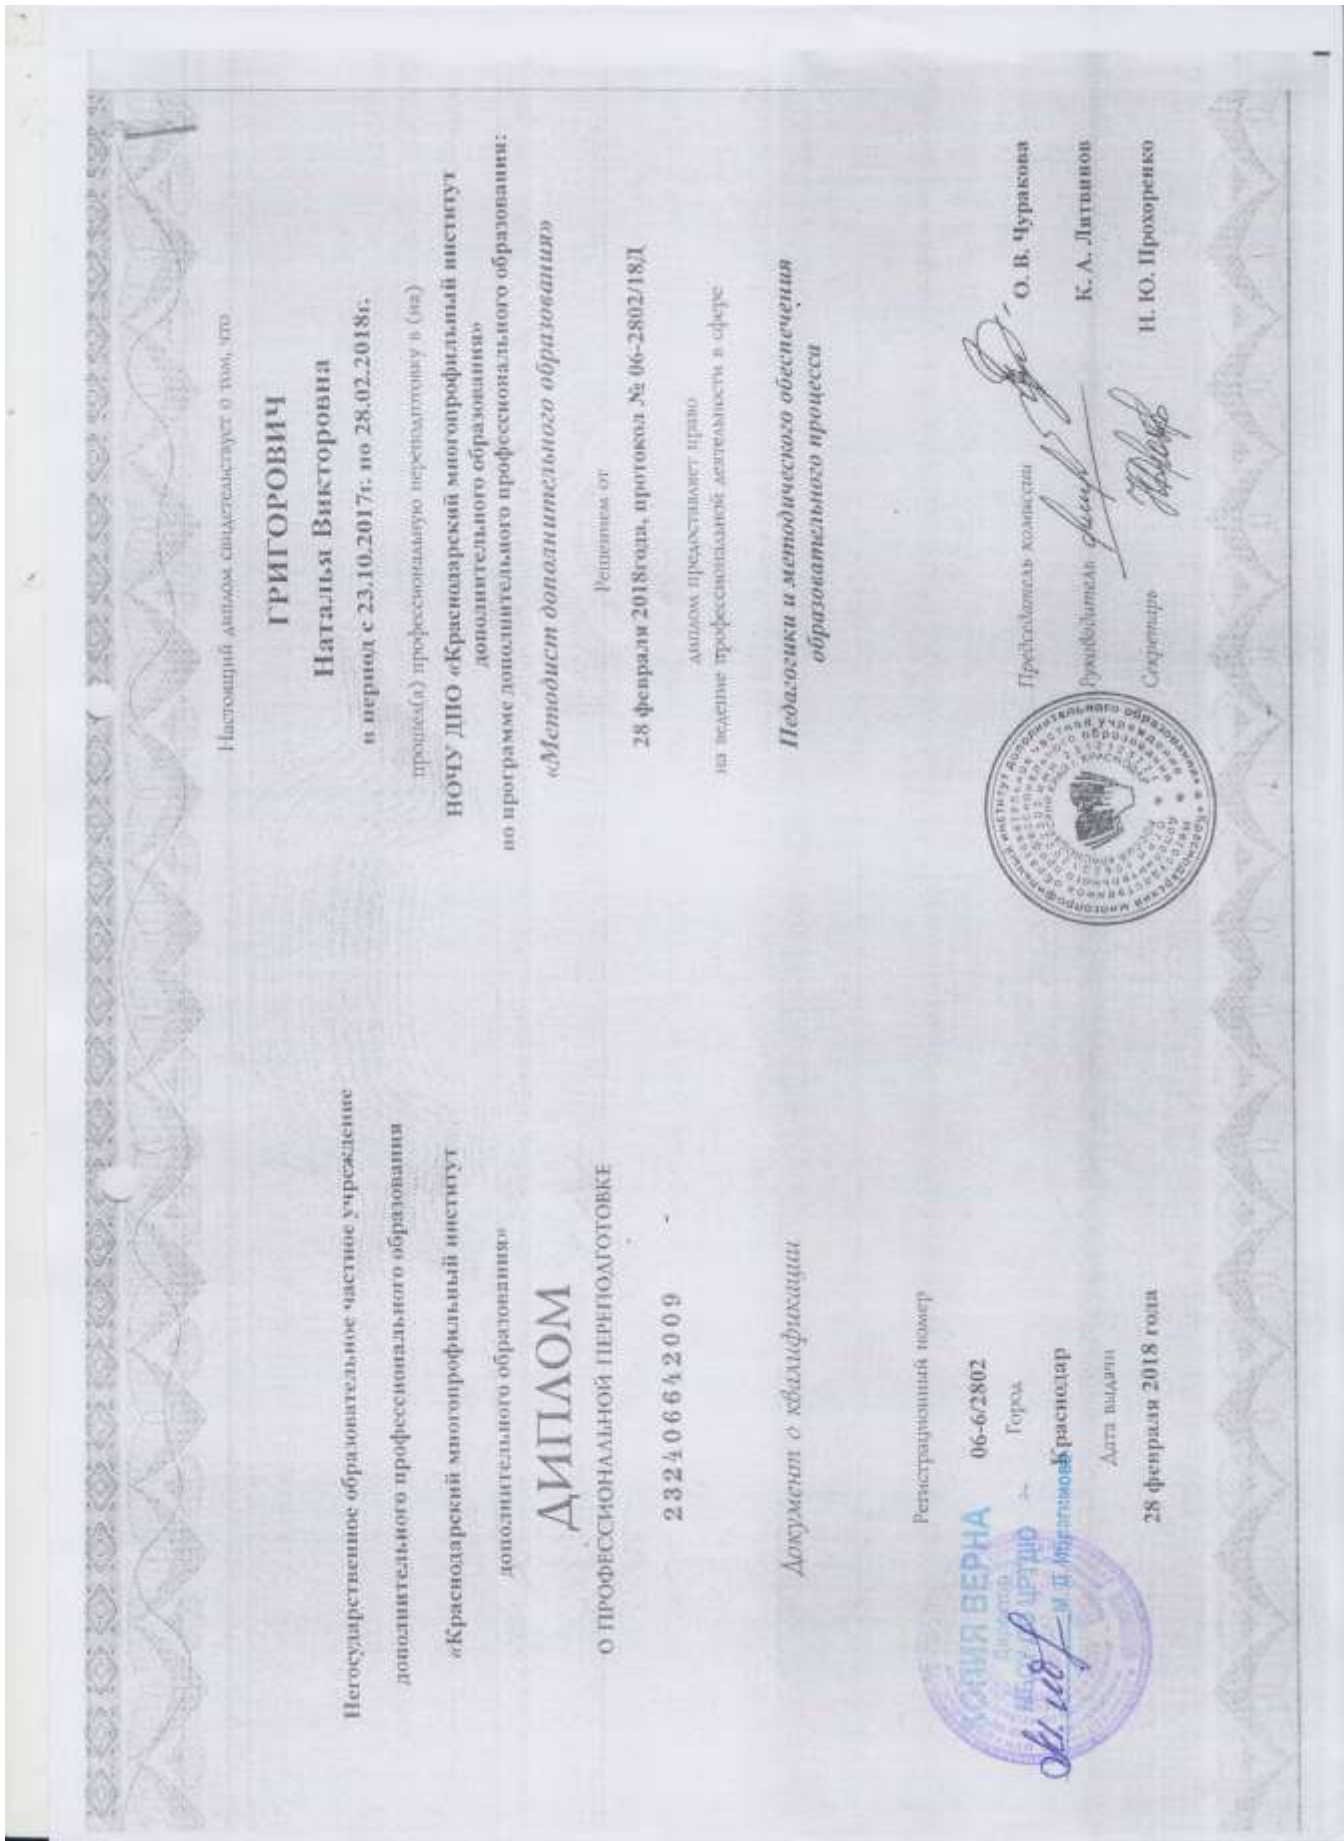 Негосударственное образовательное частное учреждение
дополнительного профессионального образования
«Краснодарский многопрофильный институт
дополнительного образования»
ДИПЛОМ
О ПРОФЕССИОНАЛЬНОЙ ПЕРЕПОДГОТОВКЕ
232406642009
Документ о квалификации
Регистрационный номер
06-6/2802
Город
Краснодар
Дата выдачи
28 февраля 2018 года
КОПИЯ ВЕРНА
Настоящий диплом свидетельствует о том, что
ГРИГОРОВИЧ
Наталья Викторовна
в период с 23.10.2017г. по 28.02.2018г.
прошел(а) профессиональную переподготовку в (на)
НОЧУ ДПО «Краснодарский многопрофильный институт
дополнительного образования»
по программе дополнительного профессионального образования:
«Методист дополнительного образования»
Решением от
28 февраля 2018года, протокол № 06-2802/18Д
диплом предоставляет право
на ведение профессиональной деятельности в сфере
Педагогики и методического обеспечения
образовательного процесса
Председатель комиссии О. В. Чуракова
Руководитель К. А. Литвинов
Секретарь Н. Ю. Прохоренко